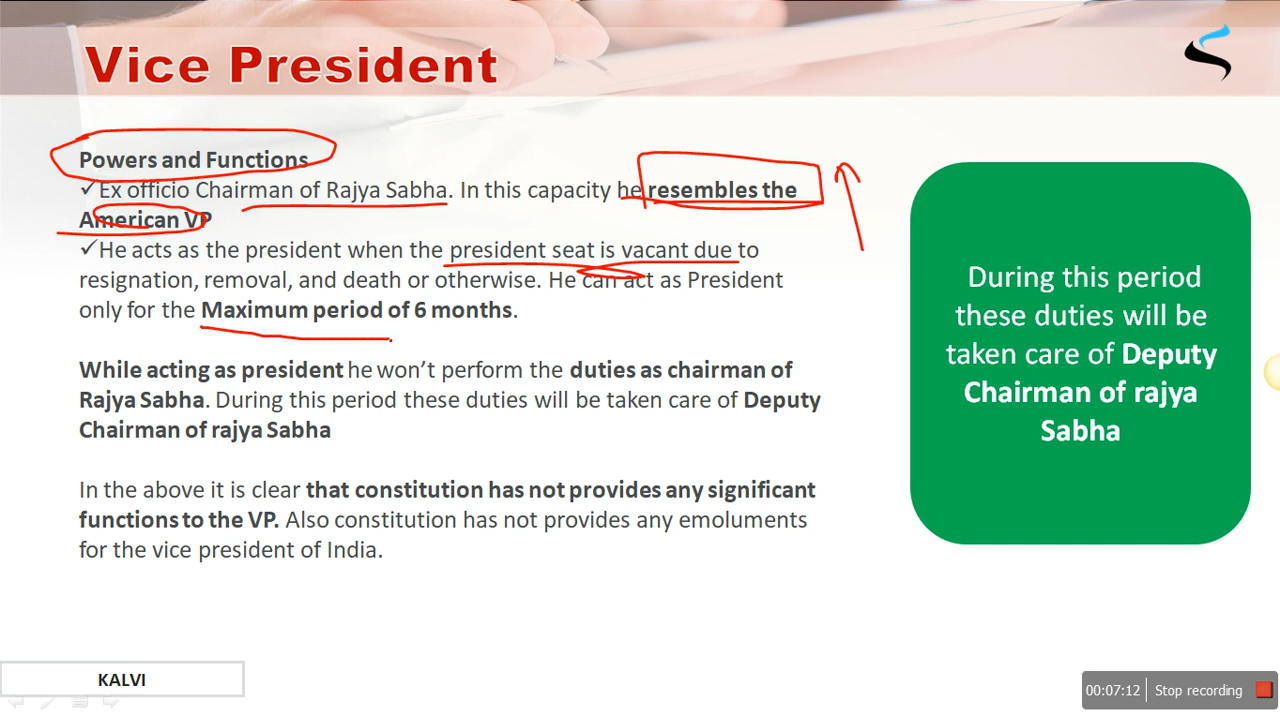 Vice President
Powers and Functions
✓Ex officio Chairman of Rajya Sabha. In this capacity he resembles the
American VP
✓He acts as the president when the president seat is vacant due to
resignation, removal, and death or otherwise. He can act as President
only for the Maximum period of 6 months.
While acting as president he won't perform the duties as chairman of
Rajya Sabha. During this period these duties will be taken care of Deputy
Chairman of rajya Sabha
In the above it is clear that constitution has not provides any significant
functions to the VP. Also constitution has not provides any emoluments
for the vice president of India.
During this period
these duties will be
taken care of Deputy
Chairman of rajya
Sabha
KALVI
00:07:12 Stop recording